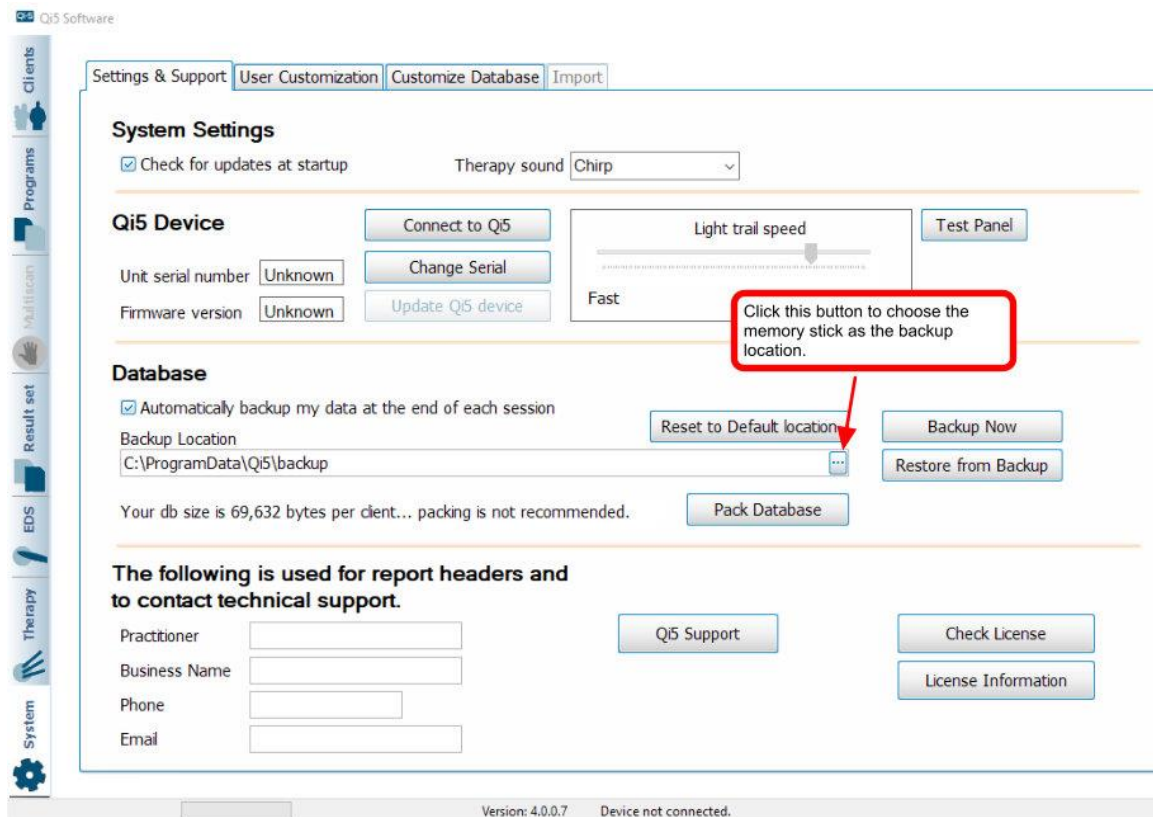 Qi5 Qi5 Software
Clients
Programs
Multiscan
Result set
EDS
Therapy
System
Settings & Support User Customization Customize Database Import
System Settings
Check for updates at startup Therapy sound Chirp
Qi5 Device Connect to Qi5 Light trail speed Test Panel
Unit serial number Unknown Change Serial
Firmware version Unknown Update Qi5 device Fast
Click this button to choose the
memory stick as the backup
location.
Database
Automatically backup my data at the end of each session
Reset to Default location Backup Now
Backup Location
C:\ProgramData\Qi5\backup ... Restore from Backup
Your db size is 69,632 bytes per client... packing is not recommended. Pack Database
The following is used for report headers and
to contact technical support.
Practitioner Qi5 Support Check License
Business Name License Information
Phone
Email
Version: 4.0.0.7 Device not connected.